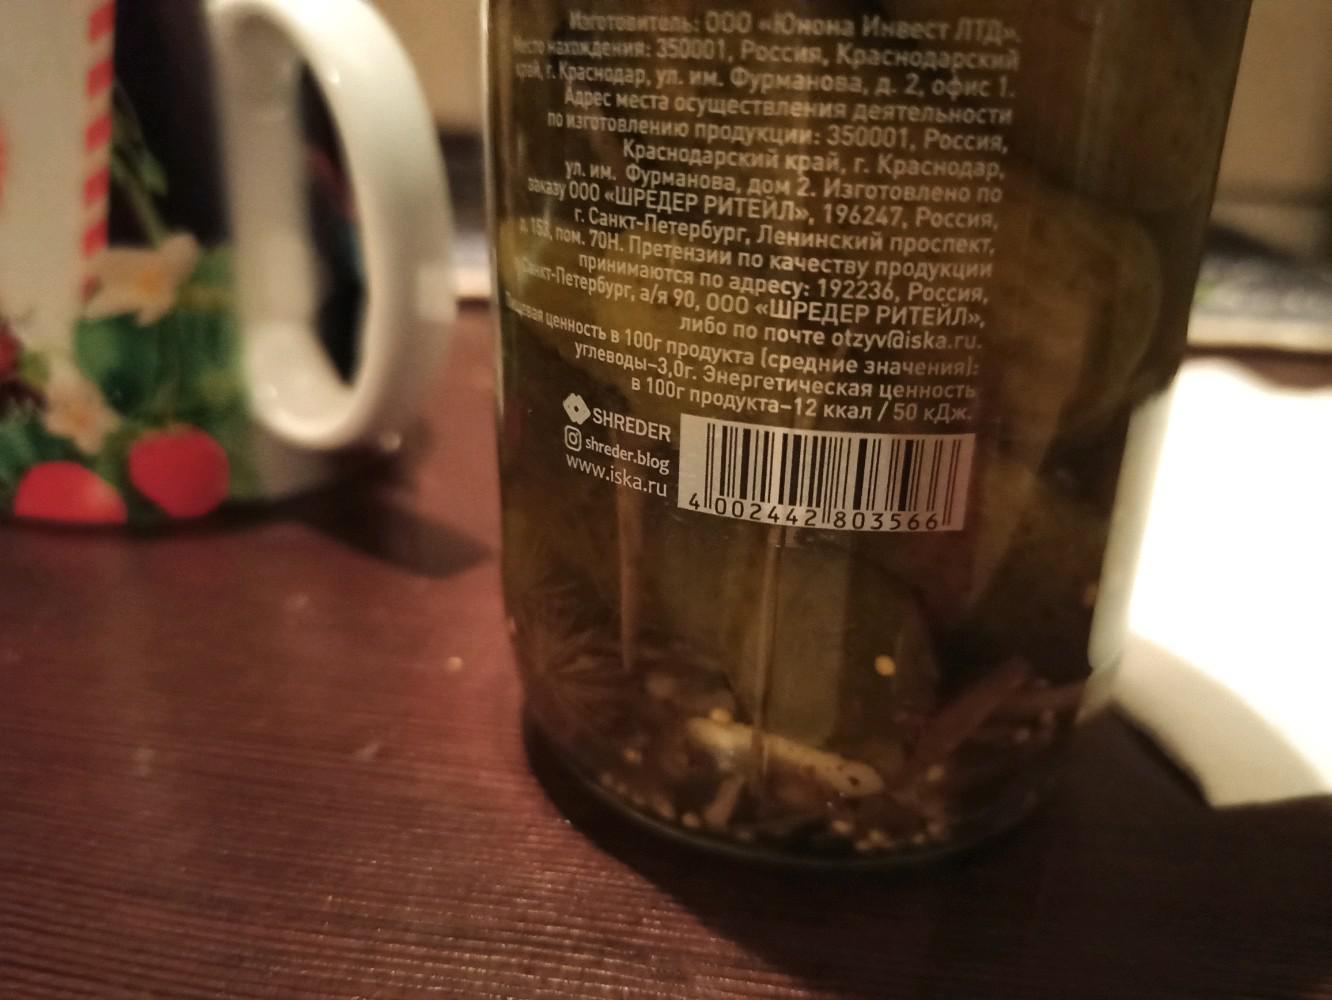 Изготовитель: ООО «Юнона Инвест ЛТД».
Место нахождения: 350001, Россия, Краснодарский
край, г. Краснодар, ул. им. Фурманова, д. 2, офис 1.
Адрес места осуществления деятельности
по изготовлению продукции: 350001, Россия,
Краснодарский край, г. Краснодар,
ул. им. Фурманова, дом 2. Изготовлено по
заказу ООО «ШРЕДЕР РИТЕЙЛ», 196247, Россия,
г. Санкт-Петербург, Ленинский проспект,
д. 153, пом. 70Н. Претензии по качеству продукции
принимаются по адресу: 192236, Россия,
Санкт-Петербург, а/я 90, ООО «ШРЕДЕР РИТЕЙЛ»,
либо по почте otzyv@iska.ru.
Пищевая ценность в 100г продукта (средние значения):
углеводы–3,0г. Энергетическая ценность
в 100г продукта–12 ккал / 50 кДж.
SHREDER
shreder.blog
www.iska.ru
4 002442 803566